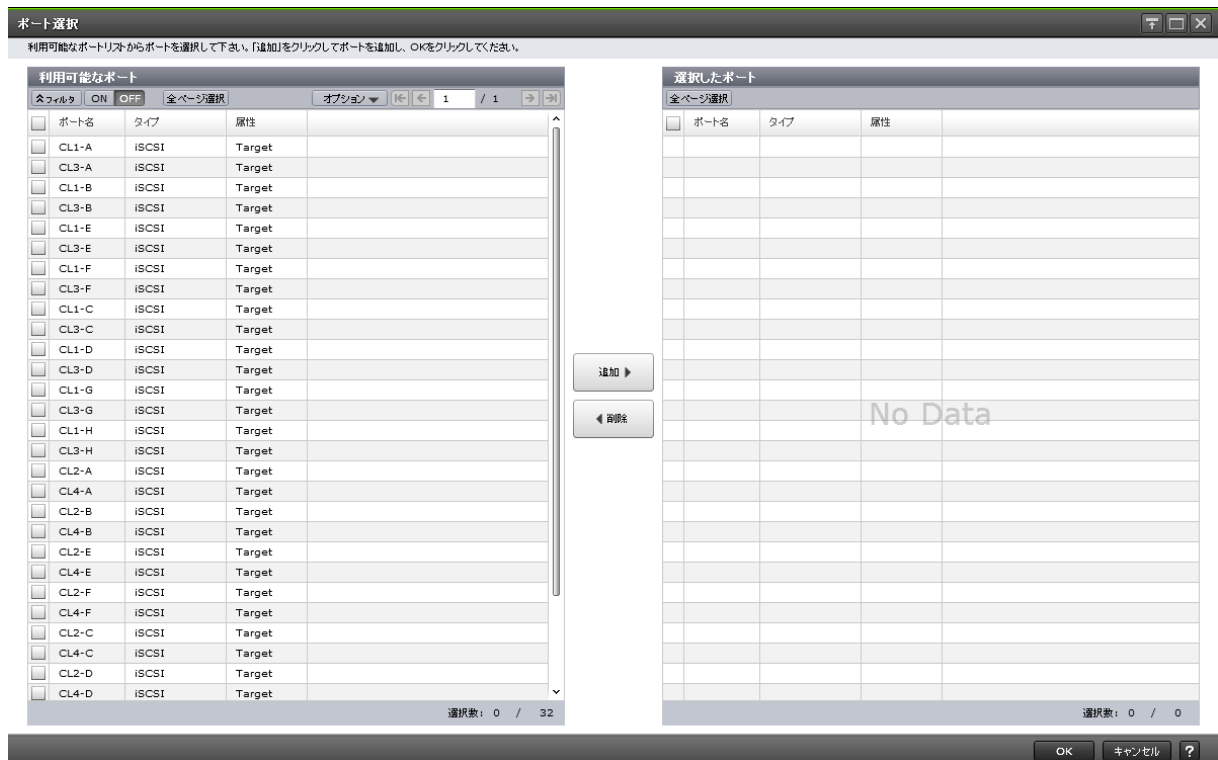 ポート選択
利用可能なポートリストからポートを選択して下さい。「追加」をクリックしてポートを追加し、OKをクリックしてください。
利用可能なポート
フィルタ ON OFF 全ページ選択 オプション 1 / 1
ポート名 タイプ 属性
CL1-A iSCSI Target
CL3-A iSCSI Target
CL1-B iSCSI Target
CL3-B iSCSI Target
CL1-E iSCSI Target
CL3-E iSCSI Target
CL1-F iSCSI Target
CL3-F iSCSI Target
CL1-C iSCSI Target
CL3-C iSCSI Target
CL1-D iSCSI Target
CL3-D iSCSI Target
CL1-G iSCSI Target
CL3-G iSCSI Target
CL1-H iSCSI Target
CL3-H iSCSI Target
CL2-A iSCSI Target
CL4-A iSCSI Target
CL2-B iSCSI Target
CL4-B iSCSI Target
CL2-E iSCSI Target
CL4-E iSCSI Target
CL2-F iSCSI Target
CL4-F iSCSI Target
CL2-C iSCSI Target
CL4-C iSCSI Target
CL2-D iSCSI Target
CL4-D iSCSI Target
選択数: 0 / 32
追加
削除
選択したポート
全ページ選択
ポート名 タイプ 属性
No Data
選択数: 0 / 0
OK キャンセル ?